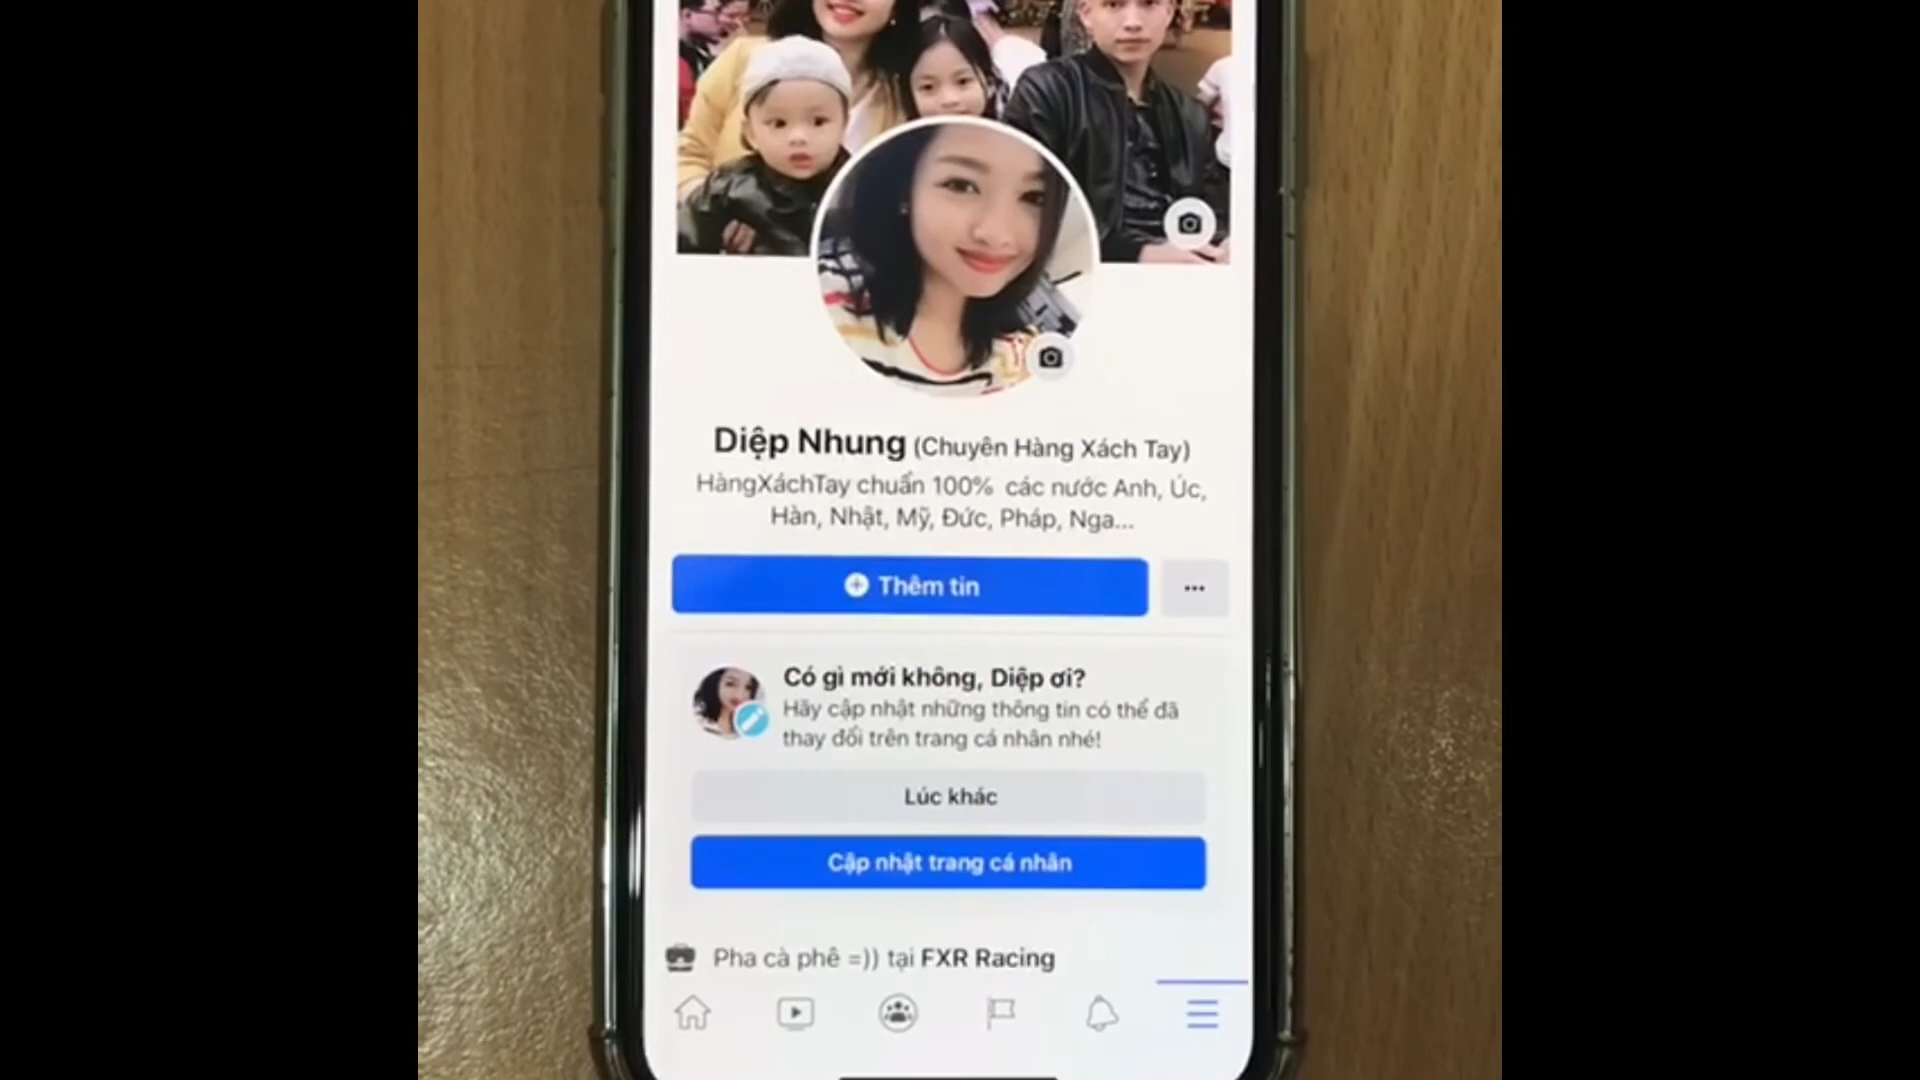 Diệp Nhung (Chuyên Hàng Xách Tay)
HàngXáchTay chuẩn 100% các nước Anh, Úc,
Hàn, Nhật, Mỹ, Đức, Pháp, Nga...
Thêm tin
Có gì mới không, Diệp ơi?
Hãy cập nhật những thông tin có thể đã
thay đổi trên trang cá nhân nhé!
Lúc khác
Cập nhật trang cá nhân
Pha cà phê =)) tại FXR Racing